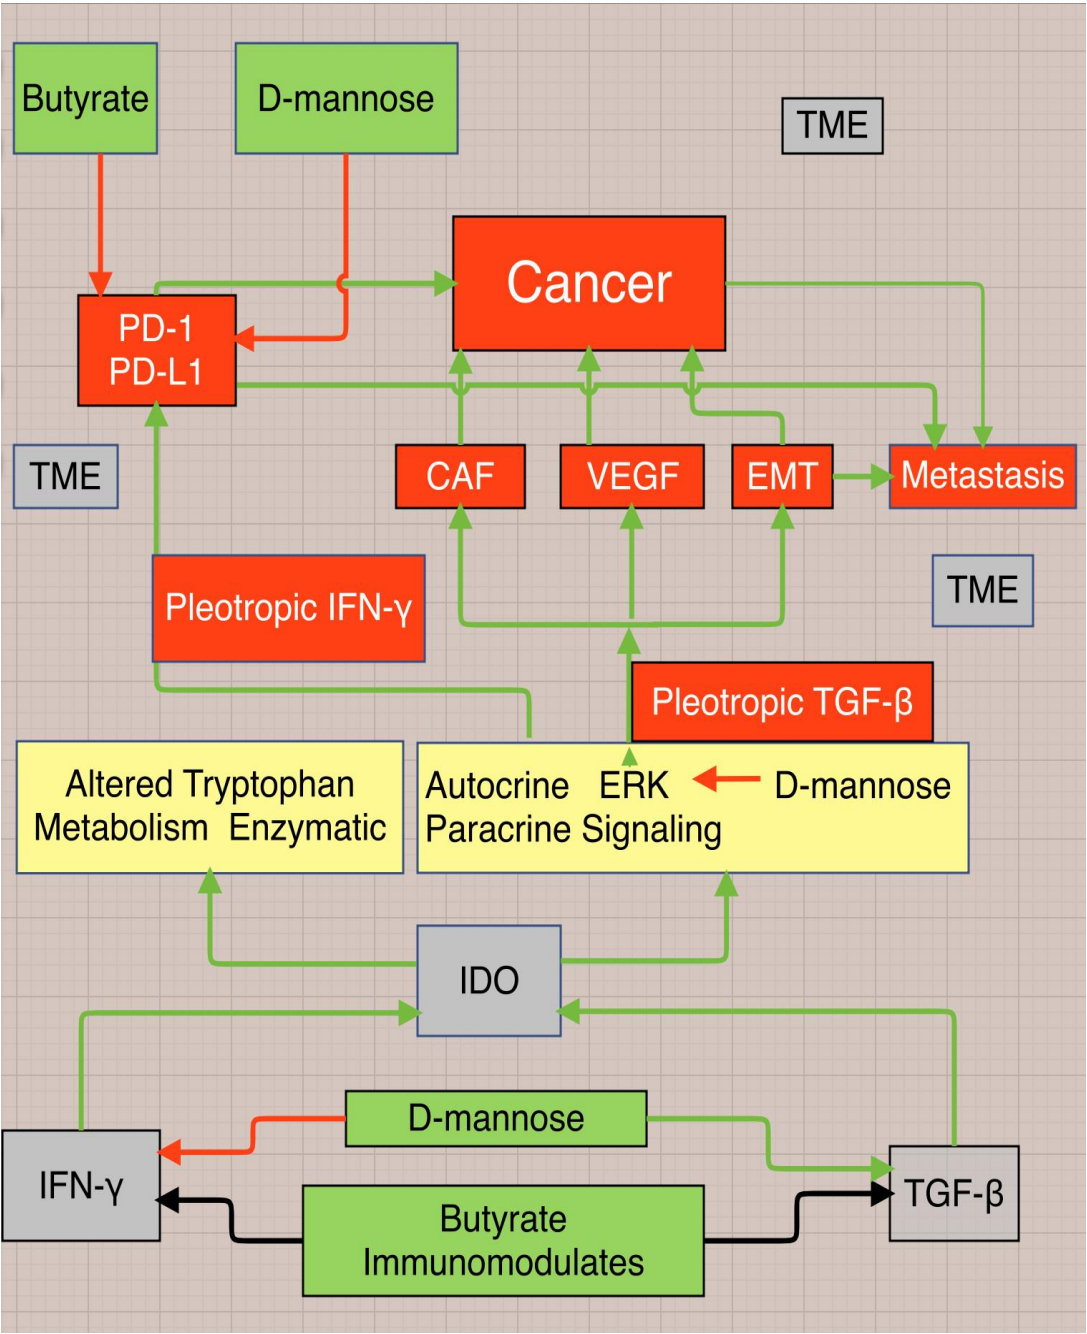 Butyrate
D-mannose
TME
Cancer
PD-1
PD-L1
TME
CAF
VEGF
EMT
Metastasis
Pleotropic IFN-γ
TME
Pleotropic TGF-β
Altered Tryptophan
Metabolism Enzymatic
Autocrine ERK D-mannose
Paracrine Signaling
IDO
D-mannose
IFN-γ
TGF-β
Butyrate
Immunomodulates